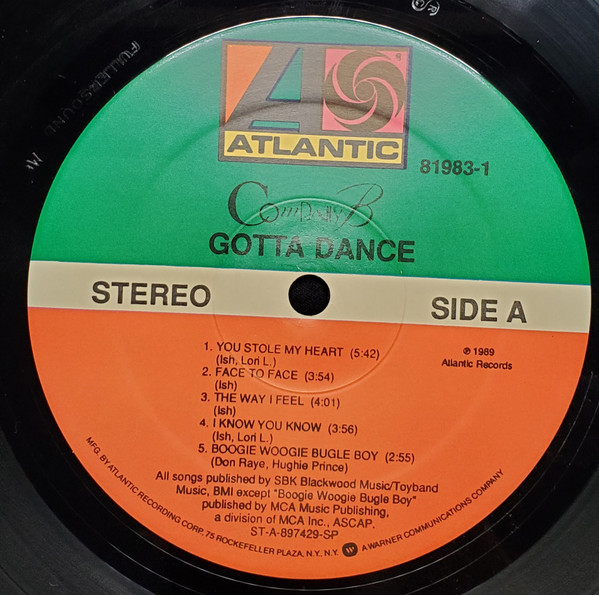 FULLERSOUND
A
®
ATLANTIC
81983-1
Company B
GOTTA DANCE
STEREO
SIDE A
1. YOU STOLE MY HEART (5:42)
(Ish, Lori L.)
2. FACE TO FACE (3:54)
(Ish)
3. THE WAY I FEEL (4:01)
(Ish)
4. I KNOW YOU KNOW (3:56)
(Ish, Lori L.)
5. BOOGIE WOOGIE BUGLE BOY (2:55)
(Don Raye, Hughie Prince)
℗ 1989
Atlantic Records
All songs published by SBK Blackwood Music/Toyband
Music, BMI except "Boogie Woogie Bugle Boy"
published by MCA Music Publishing,
a division of MCA Inc., ASCAP.
ST-A-897429-SP
MFG. BY ATLANTIC RECORDING CORP. 75 ROCKEFELLER PLAZA, N.Y. N.Y. A WARNER COMMUNICATIONS COMPANY